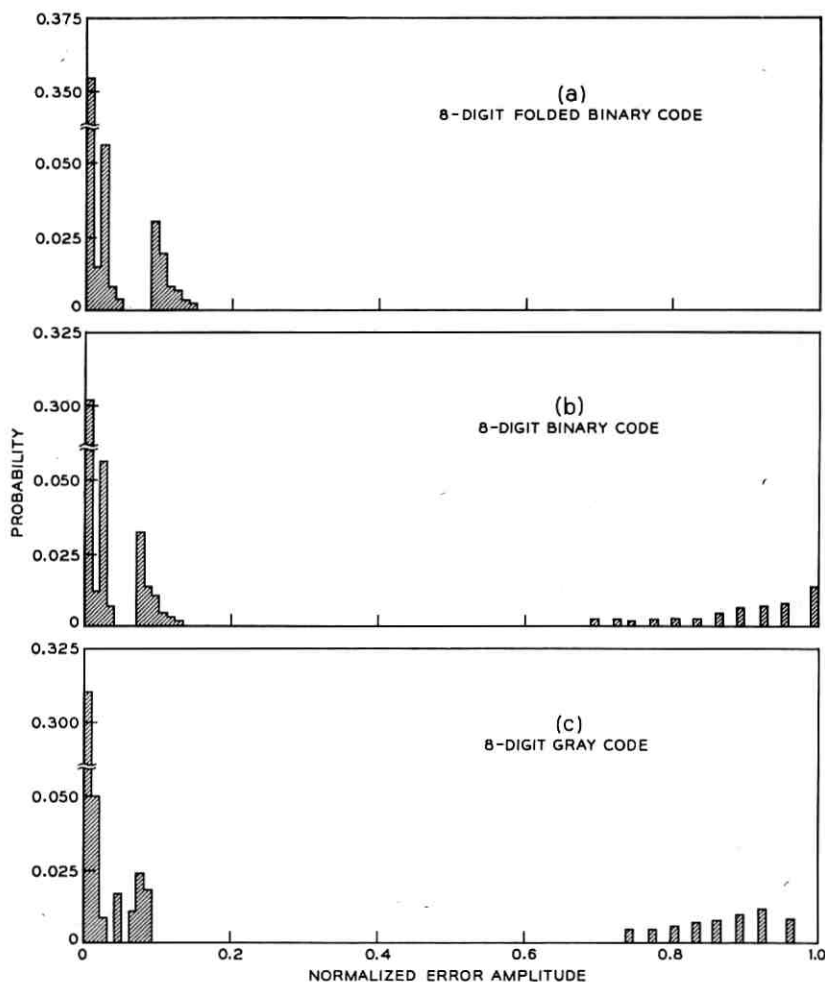 0.375
0.350
0.050
0.025
0
(a)
8-DIGIT FOLDED BINARY CODE
0.325
0.300
0.050
0.025
0
(b)
8-DIGIT BINARY CODE
PROBABILITY
0.325
0.300
0.050
0.025
0
(c)
8-DIGIT GRAY CODE
0 0.2 0.4 0.6 0.8 1.0
NORMALIZED ERROR AMPLITUDE